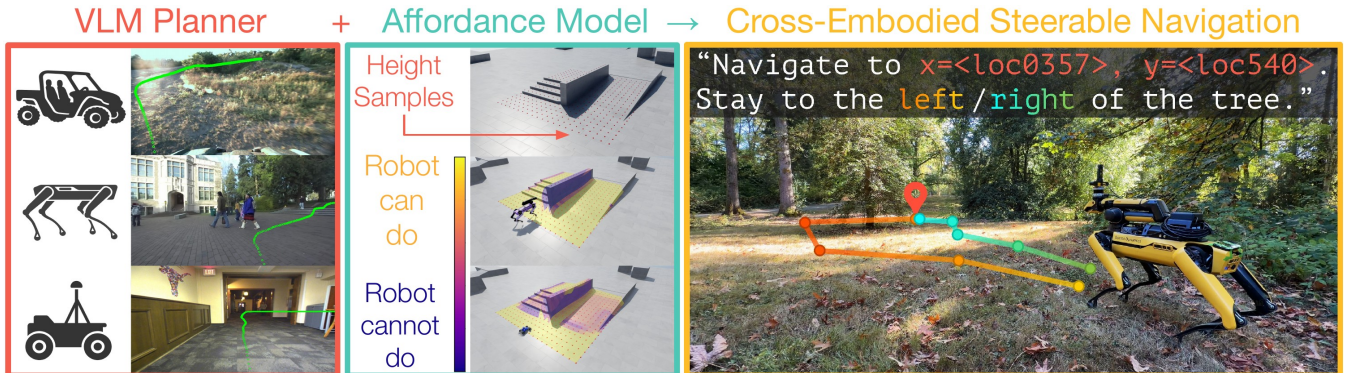 VLM Planner + Affordance Model → Cross-Embodied Steerable Navigation
Height
Samples
Robot
can
do
Robot
cannot
do
“Navigate to x=<loc0357>, y=<loc540>.
Stay to the left/right of the tree.”